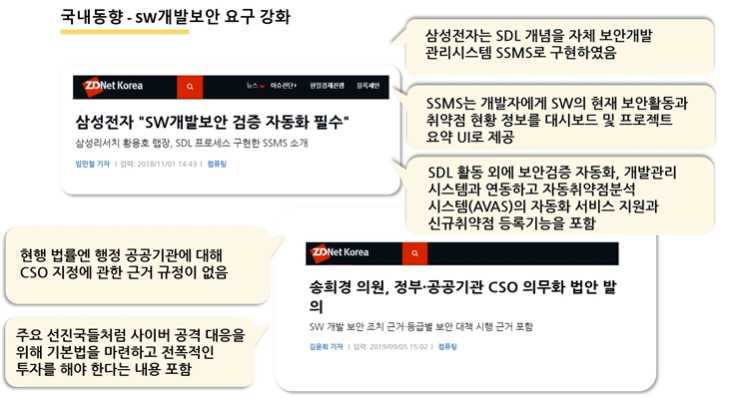 국내동향 - SW개발보안 요구 강화
삼성전자는 SDL 개념을 자체 보안개발
관리시스템 SSMS로 구현하였음
ZDNet Korea
뉴스 이슈진단+ 반일경제전쟁 블록체인
삼성전자 "SW개발보안 검증 자동화 필수"
삼성리서치 황용호 랩장, SDL 프로세스 구현한 SSMS 소개
임민철 기자 | 입력: 2018/11/01 14:43 | 컴퓨팅
SSMS는 개발자에게 SW의 현재 보안활동과
취약점 현황 정보를 대시보드 및 프로젝트
요약 UI로 제공
SDL 활동 외에 보안검증 자동화, 개발관리
시스템과 연동하고 자동취약점분석
시스템(AVAS)의 자동화 서비스 지원과
신규취약점 등록기능을 포함
현행 법률엔 행정 공공기관에 대해
CSO 지정에 관한 근거 규정이 없음
ZDNet Korea
송희경 의원, 정부·공공기관 CSO 의무화 법안 발
의
SW 개발 보안 조치 근거·등급별 보안 대책 시행 근거 포함
김윤희 기자 | 입력: 2019/09/05 15:02 | 컴퓨팅
주요 선진국들처럼 사이버 공격 대응을
위해 기본법을 마련하고 전폭적인
투자를 해야 한다는 내용 포함